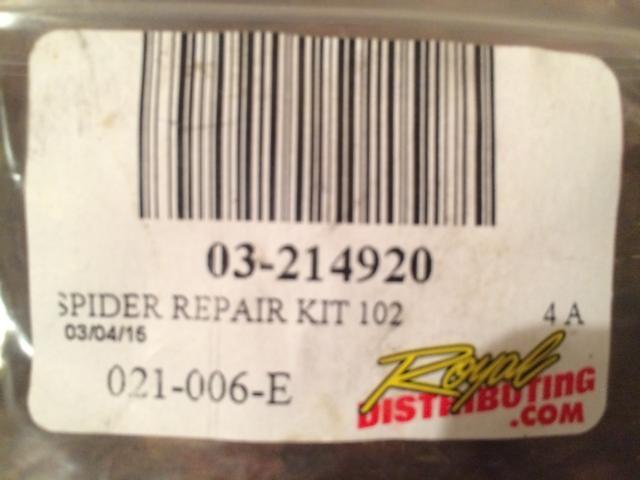 03-214920
SPIDER REPAIR KIT 102 4 A
03/04/15
021-006-E
Royal
DISTRIBUTING
.COM